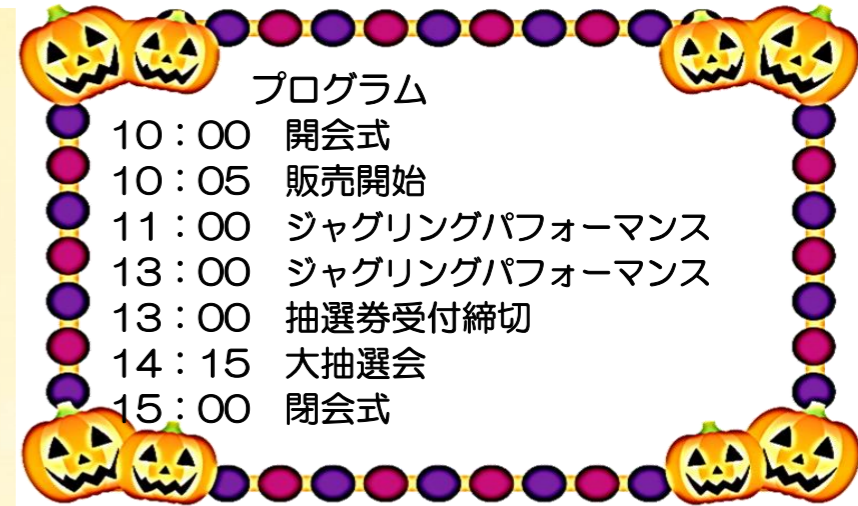 プログラム
10：00　開会式
10：05　販売開始
11：00　ジャグリングパフォーマンス
13：00　ジャグリングパフォーマンス
13：00　抽選券受付締切
14：15　大抽選会
15：00　閉会式